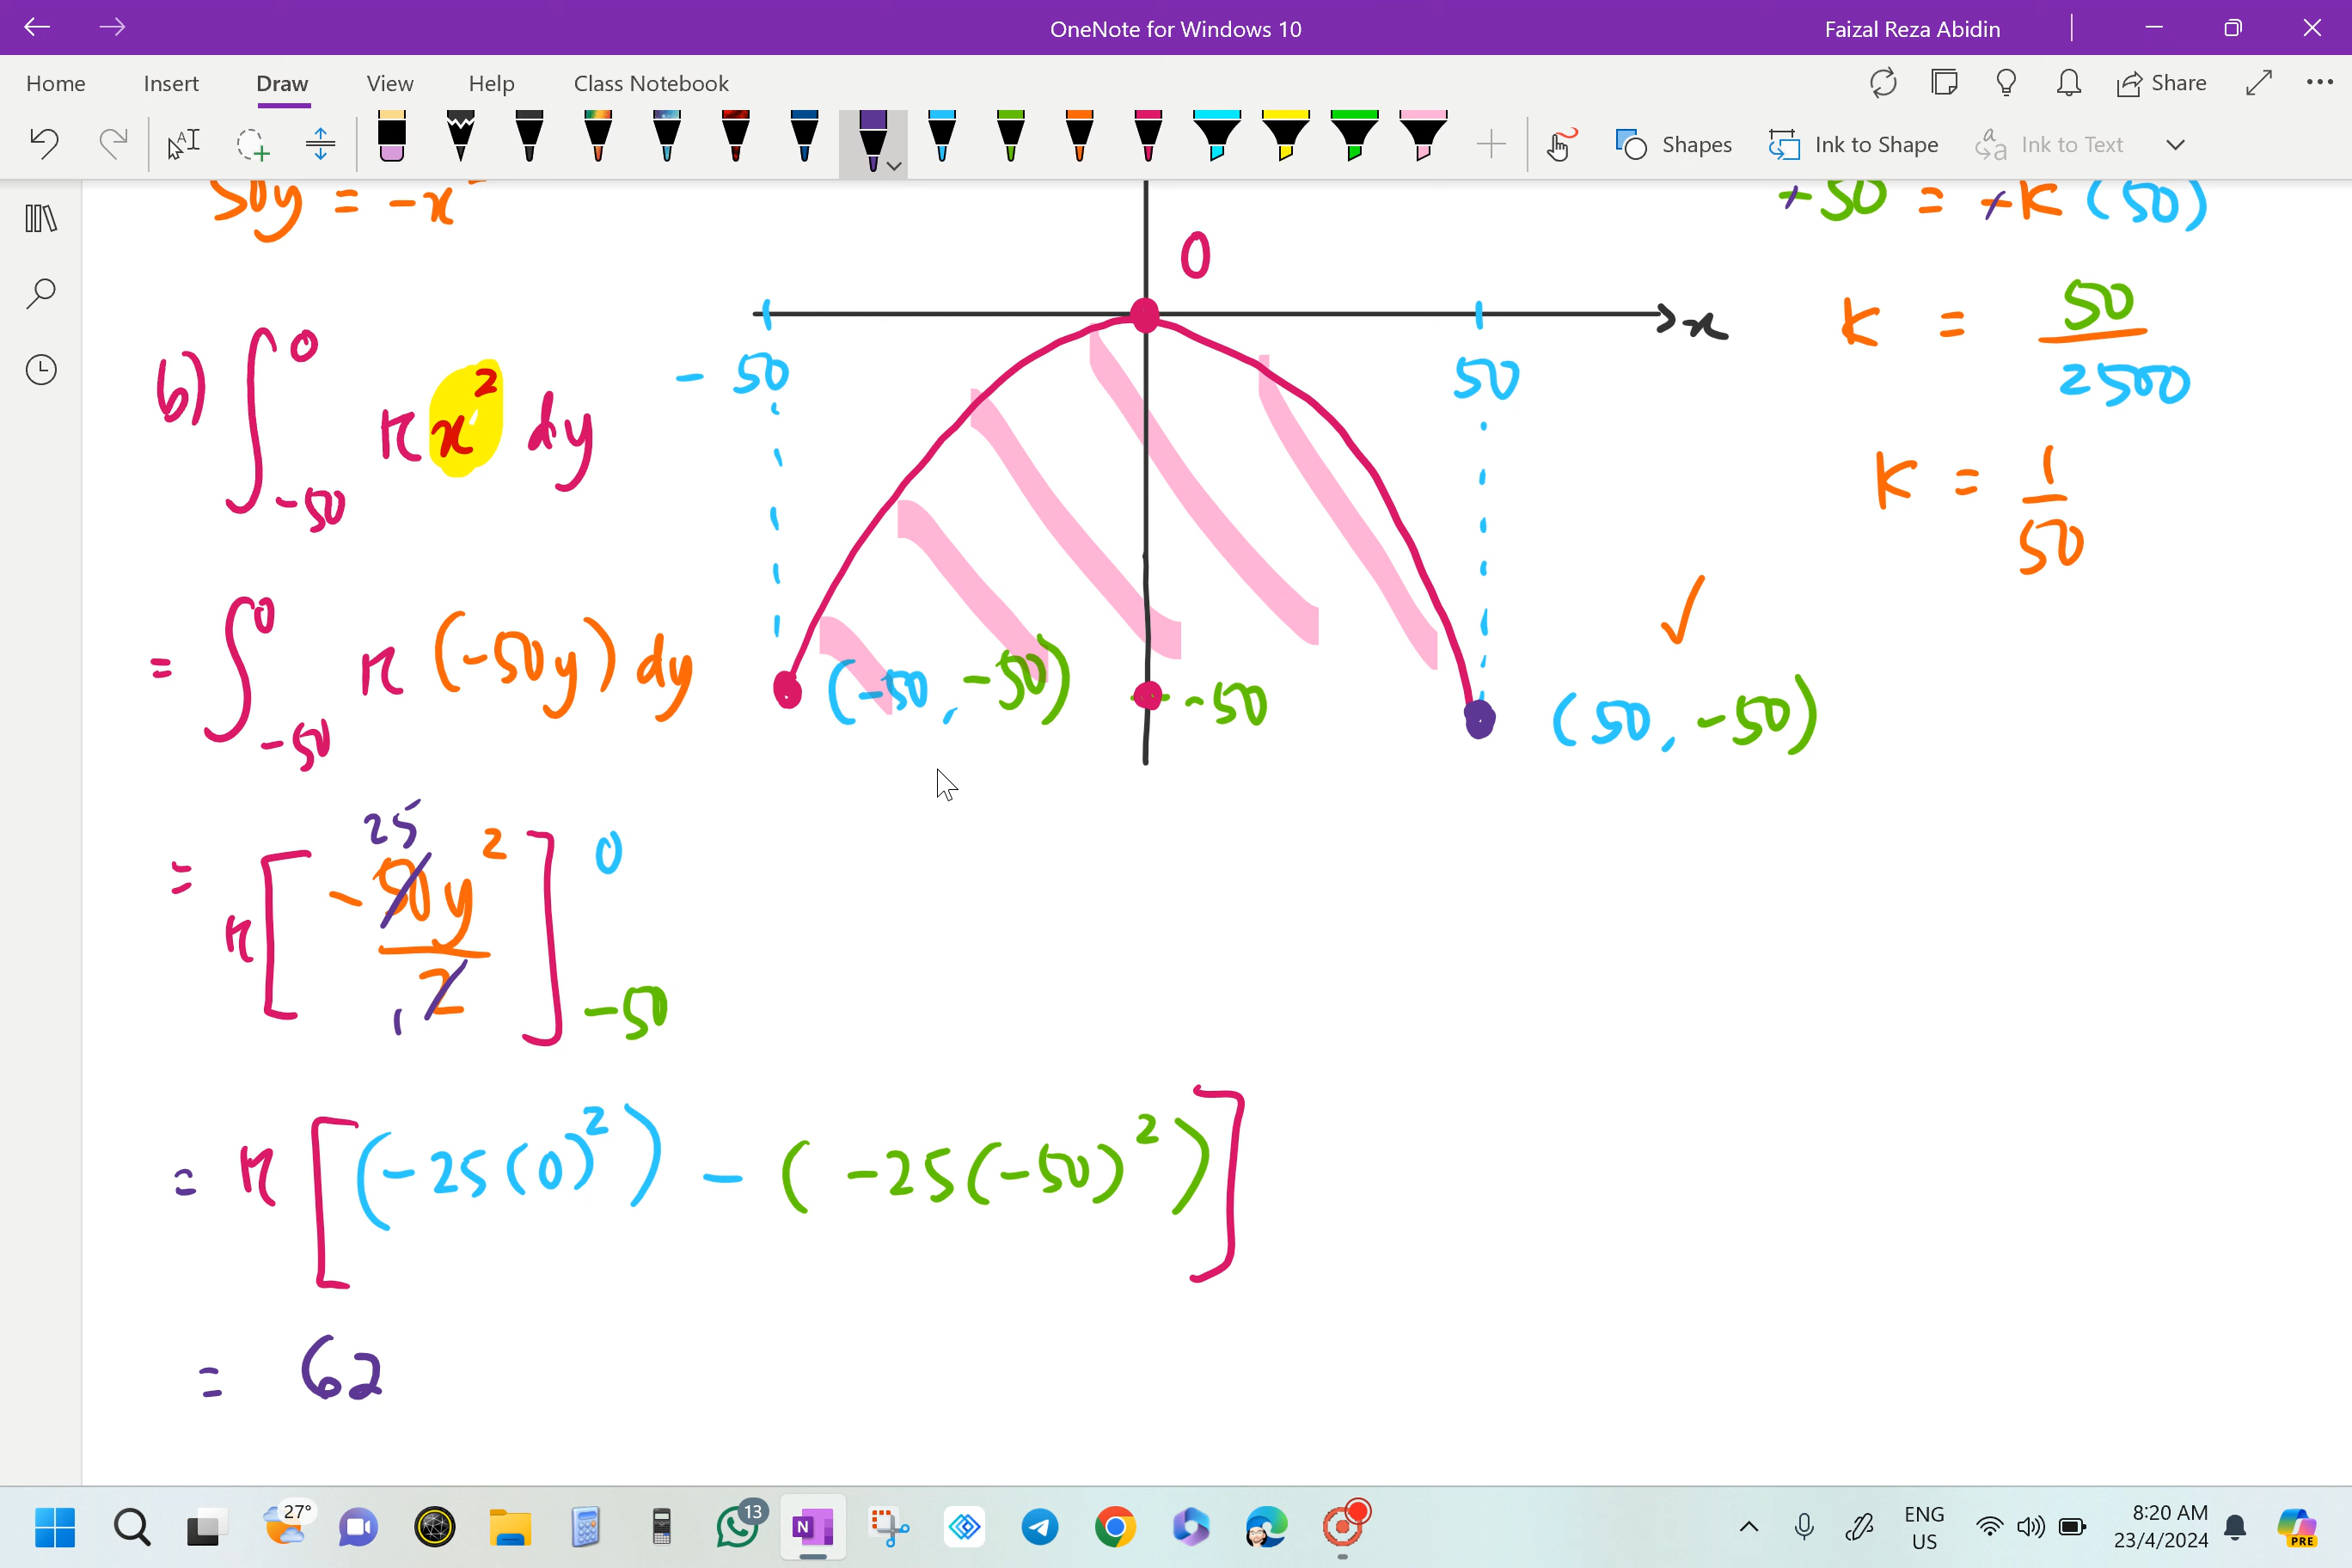 OneNote for Windows 10
Faizal Reza Abidin
Home Insert Draw View Help Class Notebook
Share
Shapes Ink to Shape Ink to Text
50y = -x²
+50 = +k (50)
0
x
-50
50
k = 50/2500
k = 1/50
b) ∫₋₅₀⁰ πx² dy
= ∫₋₅₀⁰ π (-50y) dy
(-50, -50)
-50
(50, -50)
✓
25
= π [ -50y² / 2 ]₋₅₀⁰
1
= π [ (-25(0)²) - ( -25(-50)² ) ]
= 62
27°
13
PRE
ENG
US
8:20 AM
23/4/2024